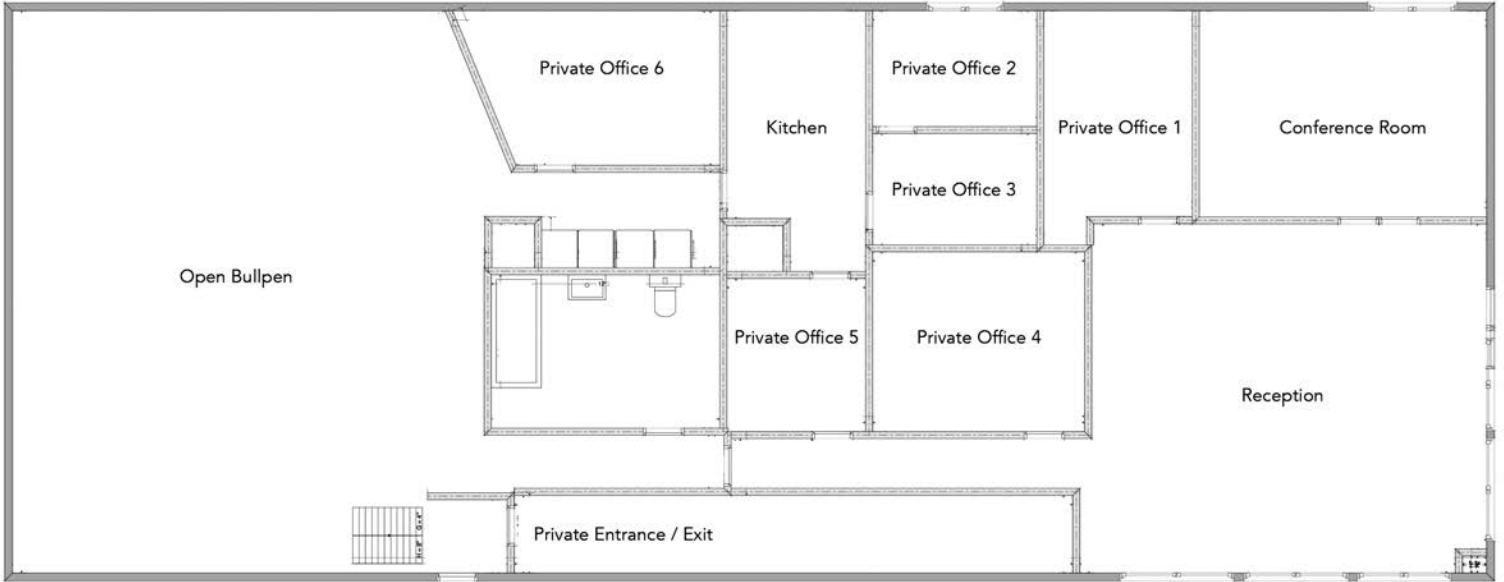 Private Office 6
Private Office 2
Kitchen
Private Office 1
Conference Room
Private Office 3
Open Bullpen
Private Office 5
Private Office 4
Reception
Private Entrance / Exit